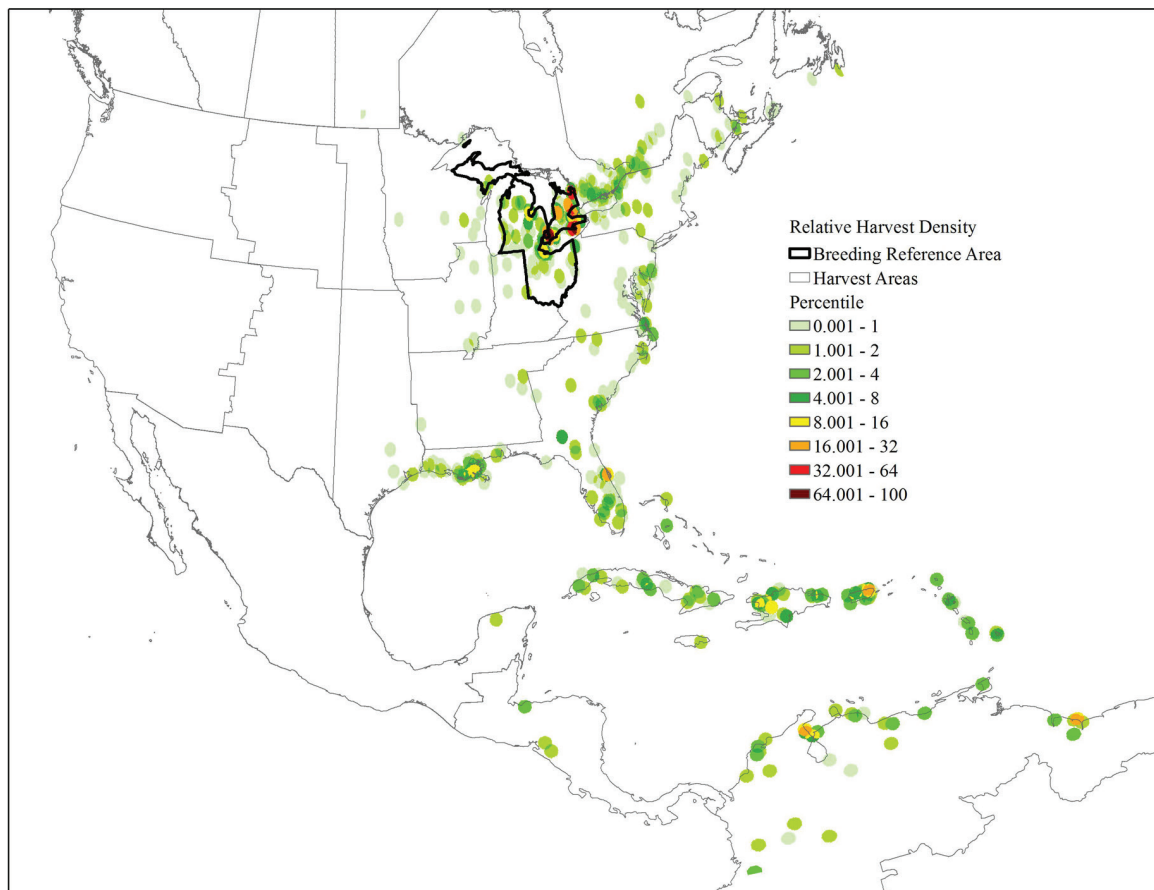 Relative Harvest Density
Breeding Reference Area
Harvest Areas
Percentile
0.001 - 1
1.001 - 2
2.001 - 4
4.001 - 8
8.001 - 16
16.001 - 32
32.001 - 64
64.001 - 100